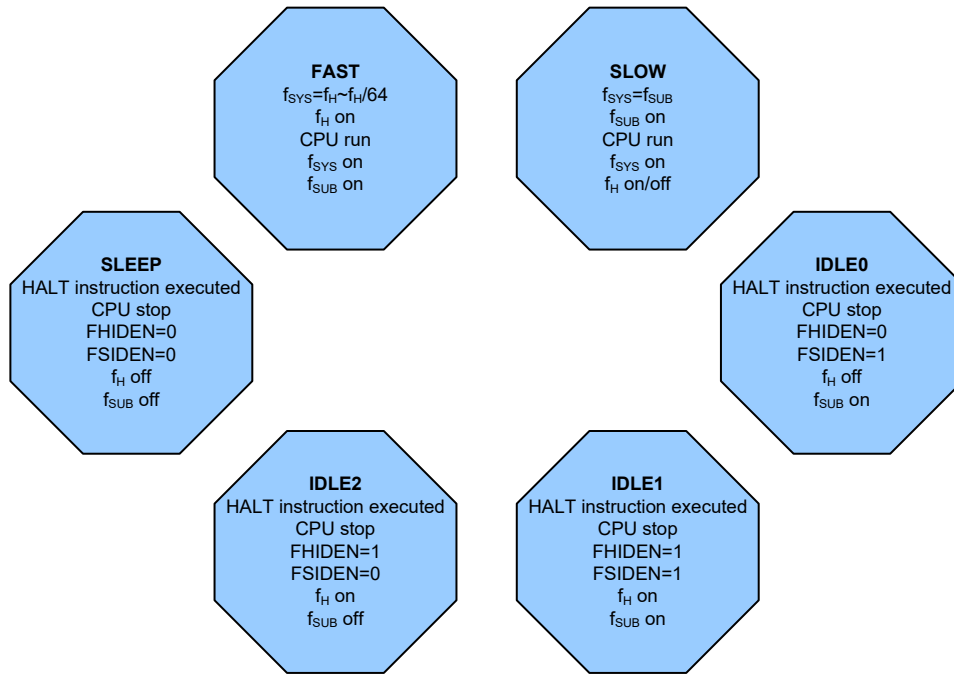 FAST
fSYS=fH~fH/64
fH on
CPU run
fSYS on
fSUB on
SLOW
fSYS=fSUB
fSUB on
CPU run
fSYS on
fH on/off
SLEEP
HALT instruction executed
CPU stop
FHIDEN=0
FSIDEN=0
fH off
fSUB off
IDLE0
HALT instruction executed
CPU stop
FHIDEN=0
FSIDEN=1
fH off
fSUB on
IDLE2
HALT instruction executed
CPU stop
FHIDEN=1
FSIDEN=0
fH on
fSUB off
IDLE1
HALT instruction executed
CPU stop
FHIDEN=1
FSIDEN=1
fH on
fSUB on